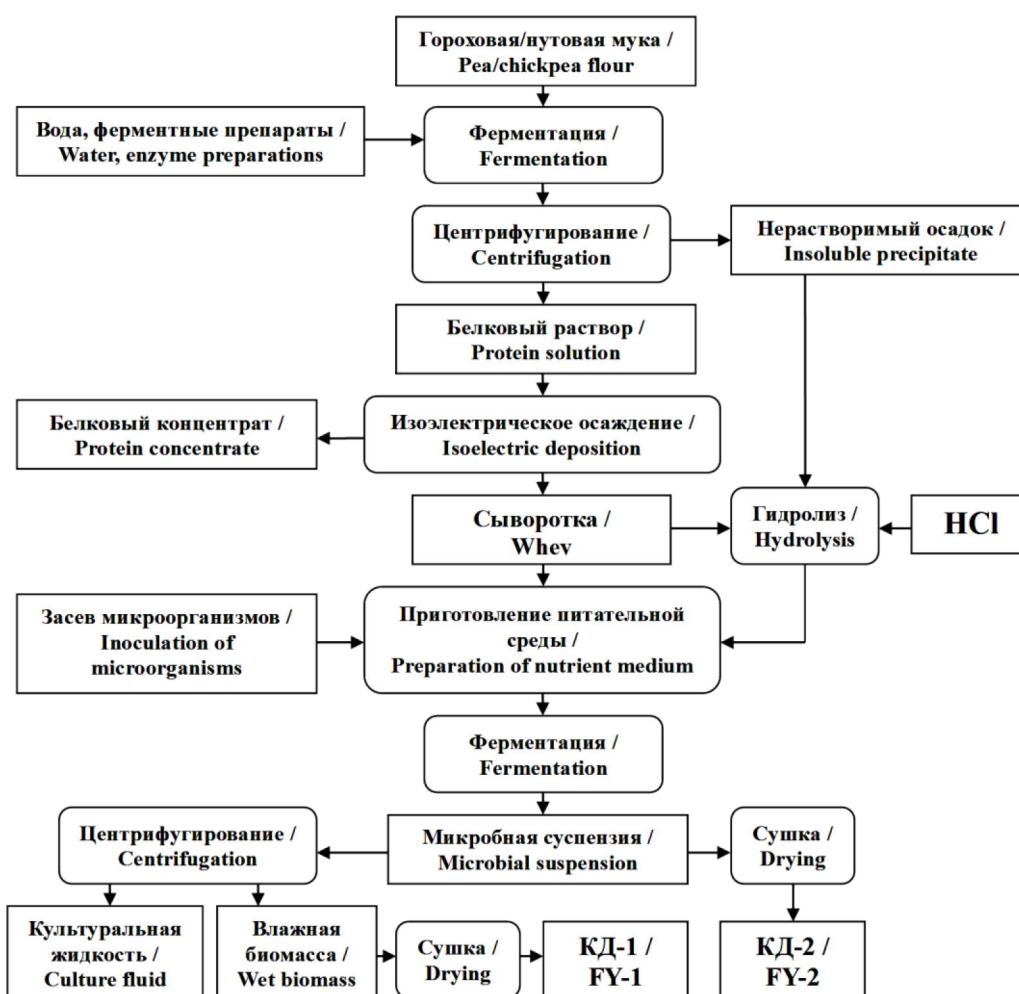 Гороховая/нутовая мука /
Pea/chickpea flour
Вода, ферментные препараты /
Water, enzyme preparations
Ферментация /
Fermentation
Центрифугирование /
Centrifugation
Нерастворимый осадок /
Insoluble precipitate
Белковый раствор /
Protein solution
Белковый концентрат /
Protein concentrate
Изоэлектрическое осаждение /
Isoelectric deposition
Сыворотка /
Whev
Гидролиз /
Hydrolysis
HCl
Засев микроорганизмов /
Inoculation of
microorganisms
Приготовление питательной
среды /
Preparation of nutrient medium
Ферментация /
Fermentation
Центрифугирование /
Centrifugation
Микробная суспензия /
Microbial suspension
Сушка /
Drying
Культуральная
жидкость /
Culture fluid
Влажная
биомасса /
Wet biomass
Сушка /
Drying
КД-1 /
FY-1
КД-2 /
FY-2